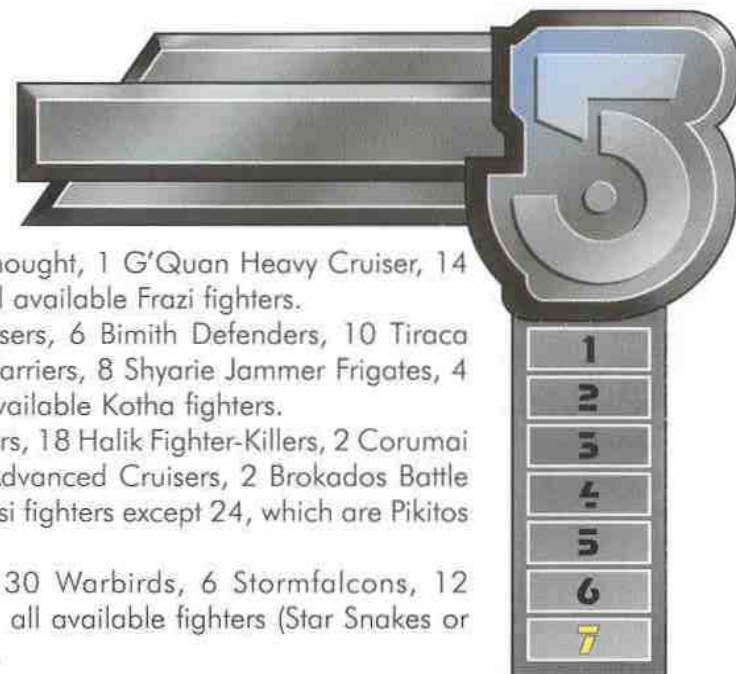 5
nought, 1 G'Quan Heavy Cruiser, 14
available Frazi fighters.
sers, 6 Bimith Defenders, 10 Tiraca
arriers, 8 Shyarie Jammer Frigates, 4
vailable Kotha fighters.
rs, 18 Halik Fighter-Killers, 2 Corumai
Advanced Cruisers, 2 Brokados Battle
si fighters except 24, which are Pikitos
30 Warbirds, 6 Stormfalcons, 12
all available fighters (Star Snakes or
1
2
3
4
5
6
7